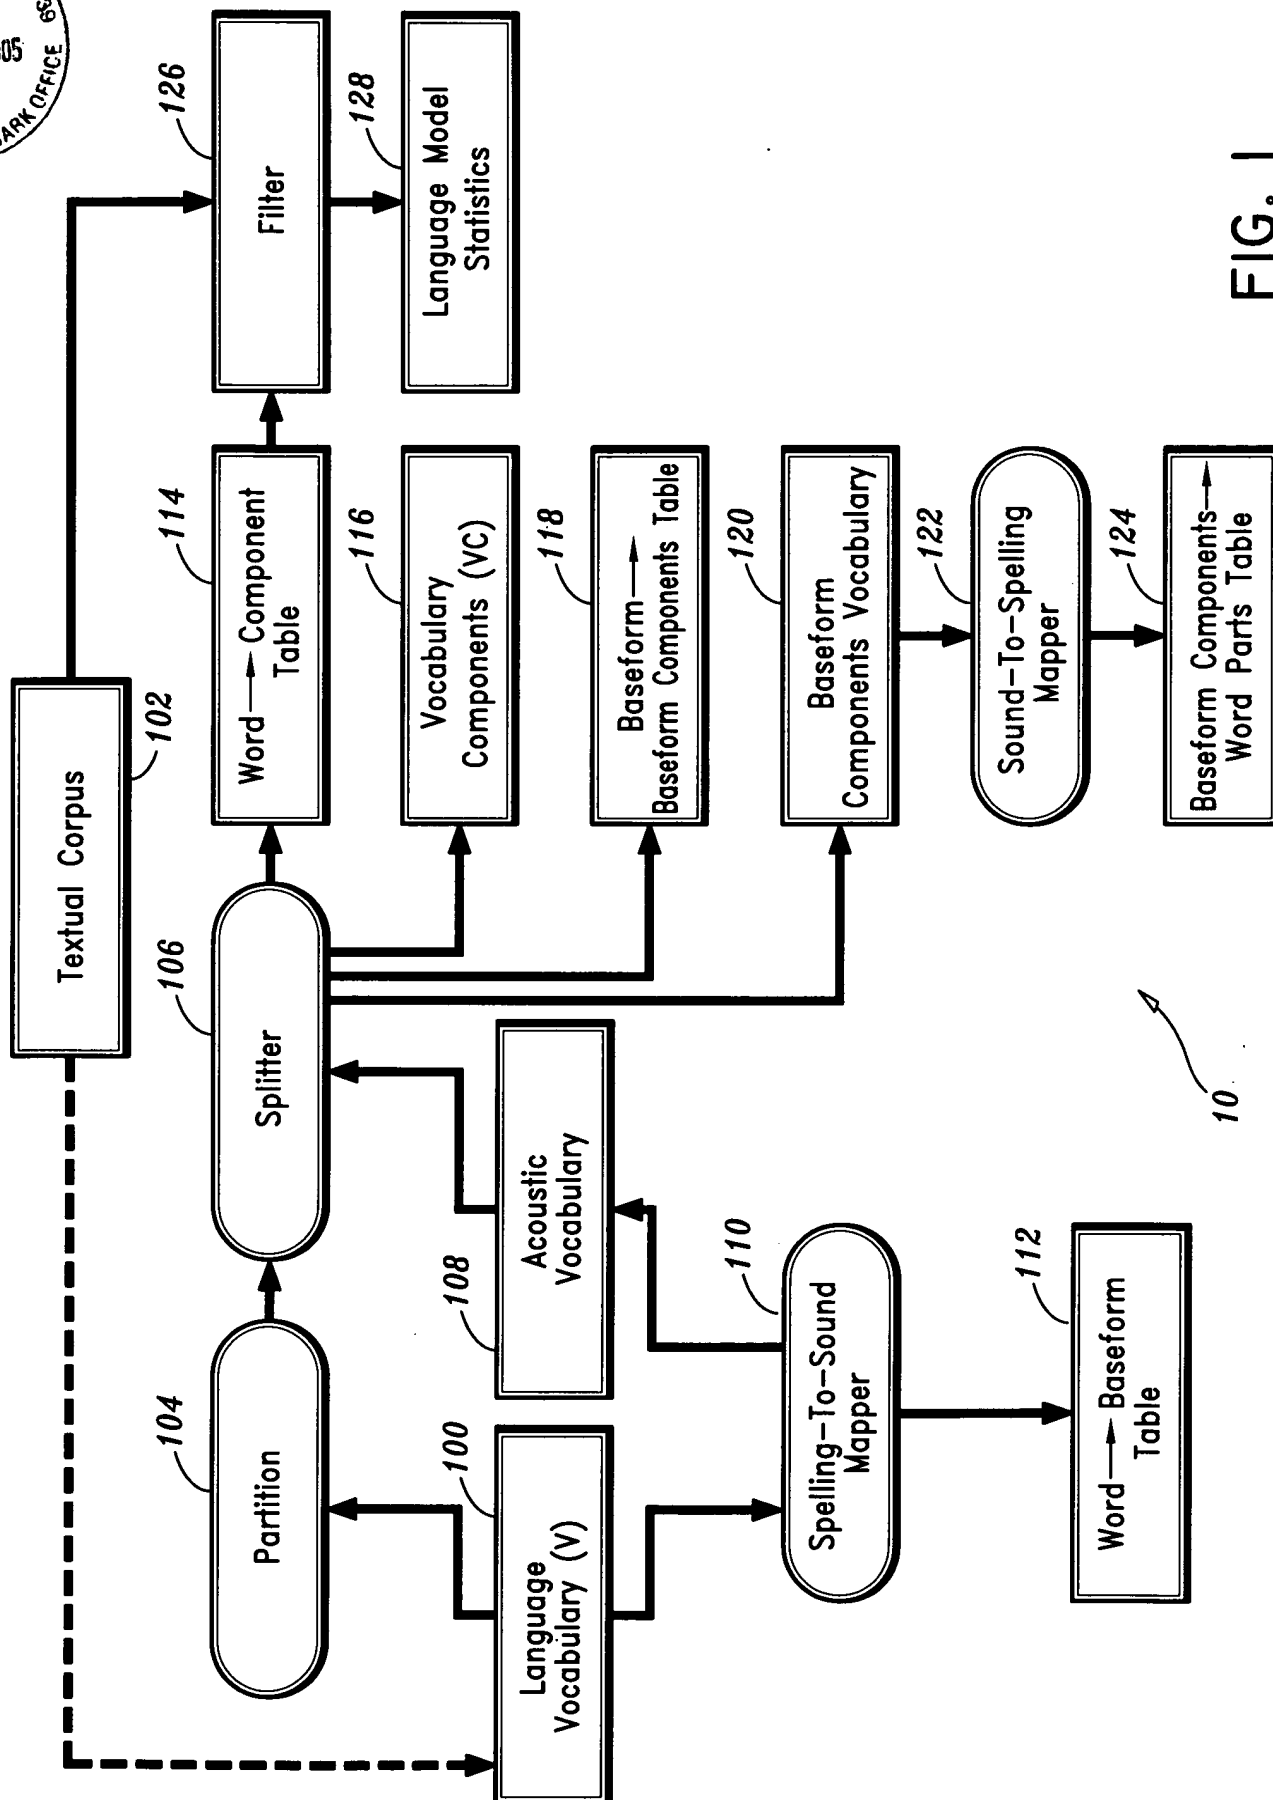 Textual Corpus
102
104
Partition
106
Splitter
114
Word → Component
Table
126
Filter
100
Language
Vocabulary (V)
108
Acoustic
Vocabulary
116
Vocabulary
Components (VC)
128
Language Model
Statistics
118
Baseform →
Baseform Components Table
110
Spelling-To-Sound
Mapper
120
Baseform
Components Vocabulary
122
Sound-To-Spelling
Mapper
112
Word → Baseform
Table
124
Baseform Components →
Word Parts Table
10
FIG. 1
05
39
ARK OFFICE